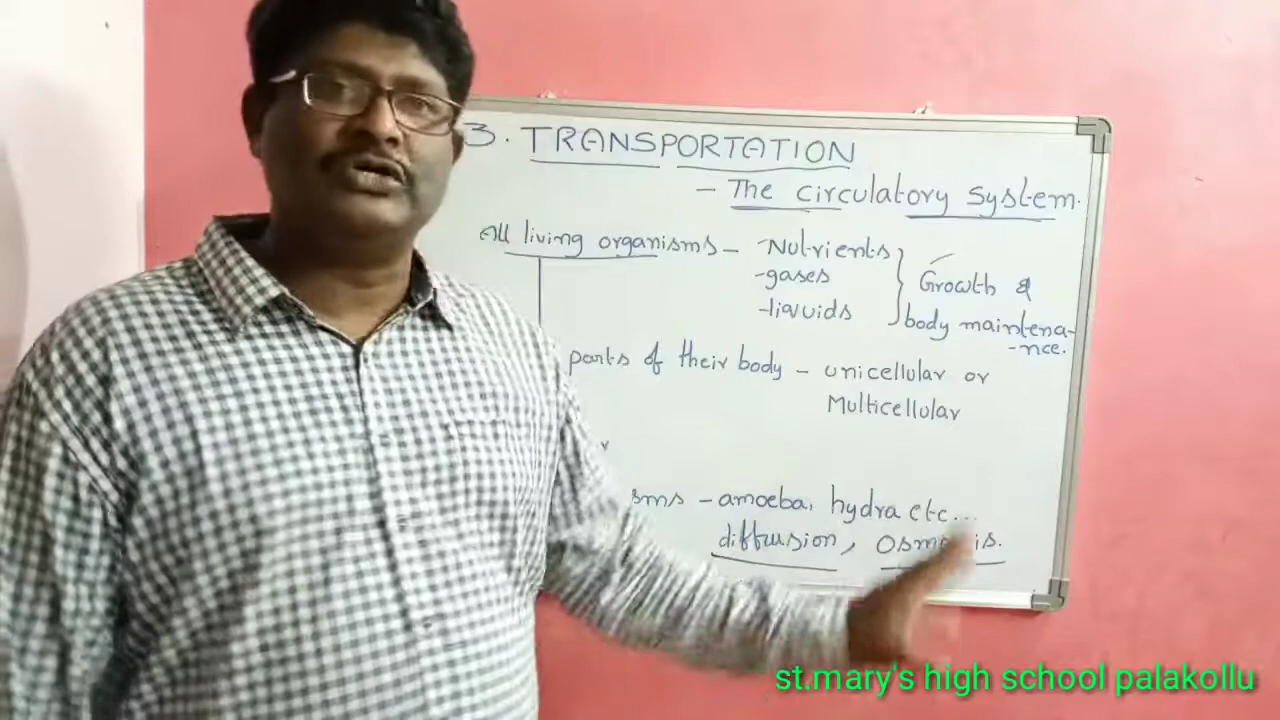 3. TRANSPORTATION
- The circulatory system.
All living organisms - Nutrients
-gases
-liquids
Growth &
body maintena-
-nce.
parts of their body - unicellular or
Multicellular
- amoeba, hydra etc...
diffusion, Osmosis.
st.mary's high school palakollu